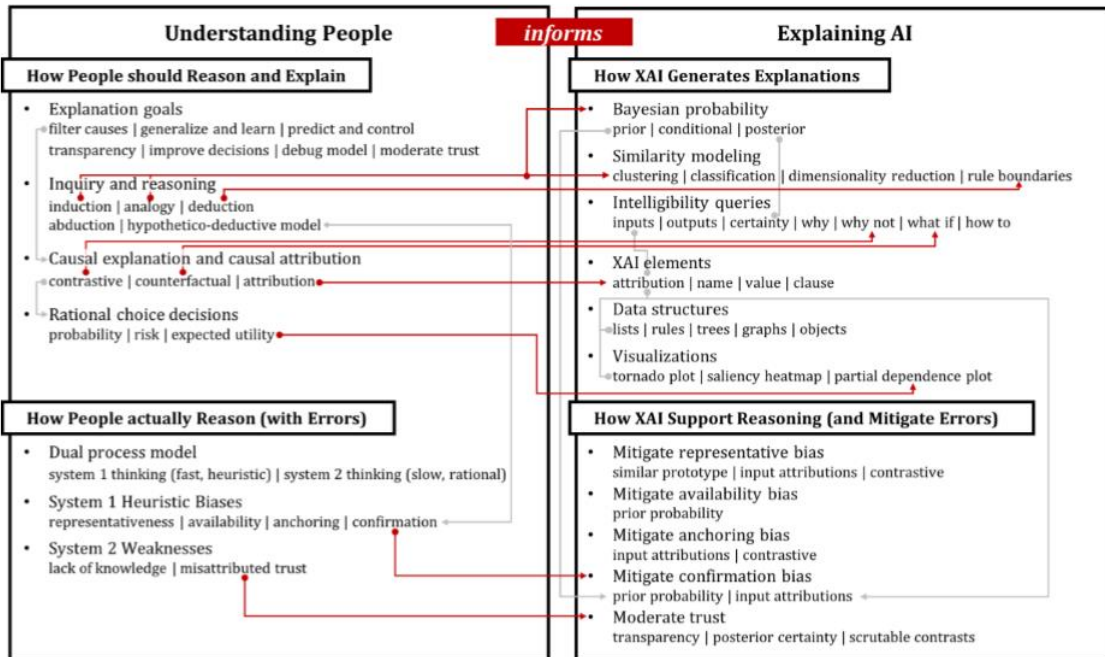 Understanding People
informs
Explaining AI
How People should Reason and Explain
• Explanation goals
filter causes | generalize and learn | predict and control
transparency | improve decisions | debug model | moderate trust
• Inquiry and reasoning
induction | analogy | deduction
abduction | hypothetico-deductive model
• Causal explanation and causal attribution
contrastive | counterfactual | attribution
• Rational choice decisions
probability | risk | expected utility
How People actually Reason (with Errors)
• Dual process model
system 1 thinking (fast, heuristic) | system 2 thinking (slow, rational)
• System 1 Heuristic Biases
representativeness | availability | anchoring | confirmation
• System 2 Weaknesses
lack of knowledge | misattributed trust
How XAI Generates Explanations
• Bayesian probability
prior | conditional | posterior
• Similarity modeling
clustering | classification | dimensionality reduction | rule boundaries
• Intelligibility queries
inputs | outputs | certainty | why | why not | what if | how to
• XAI elements
attribution | name | value | clause
• Data structures
lists | rules | trees | graphs | objects
• Visualizations
tornado plot | saliency heatmap | partial dependence plot
How XAI Support Reasoning (and Mitigate Errors)
• Mitigate representative bias
similar prototype | input attributions | contrastive
• Mitigate availability bias
prior probability
• Mitigate anchoring bias
input attributions | contrastive
• Mitigate confirmation bias
prior probability | input attributions
• Moderate trust
transparency | posterior certainty | scrutable contrasts